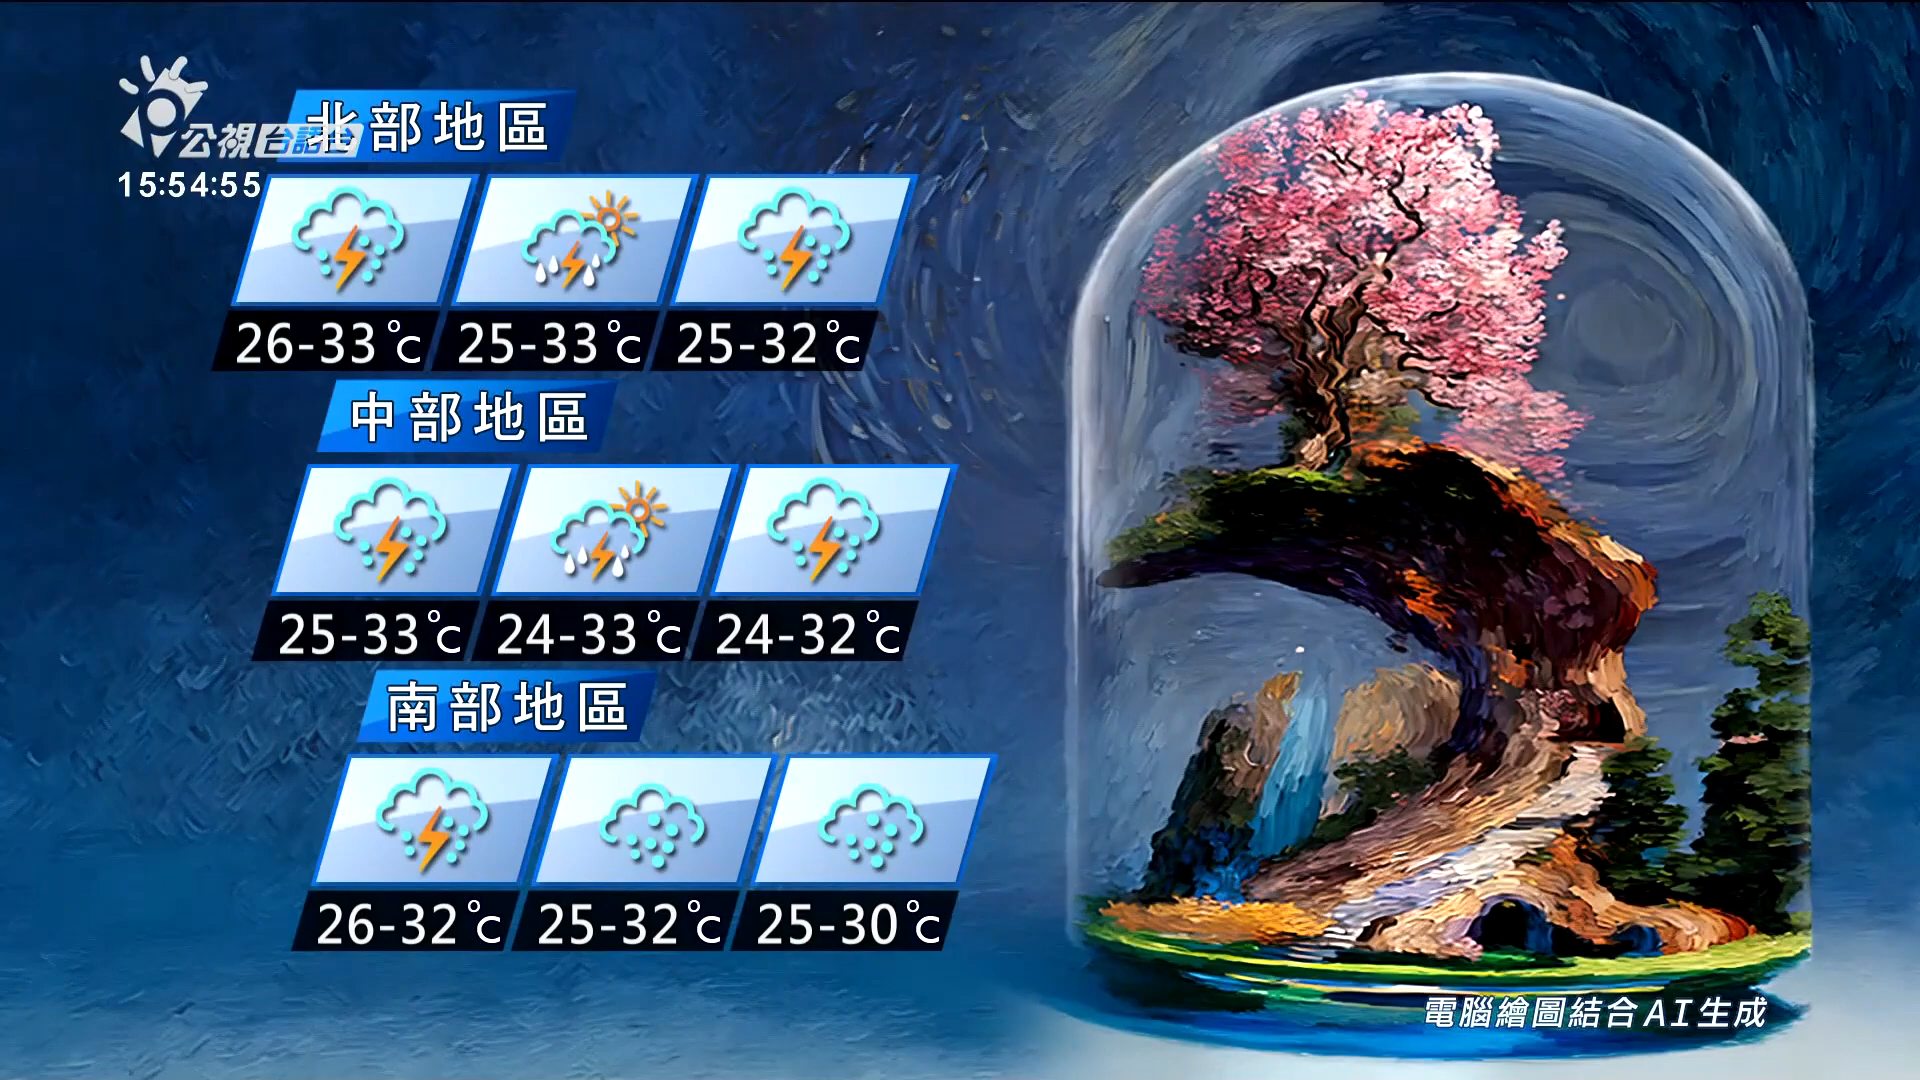 公視台語台
15:54:55
北部地區
26-33℃ 25-33℃ 25-32℃
中部地區
25-33℃ 24-33℃ 24-32℃
南部地區
26-32℃ 25-32℃ 25-30℃
電腦繪圖結合AI生成